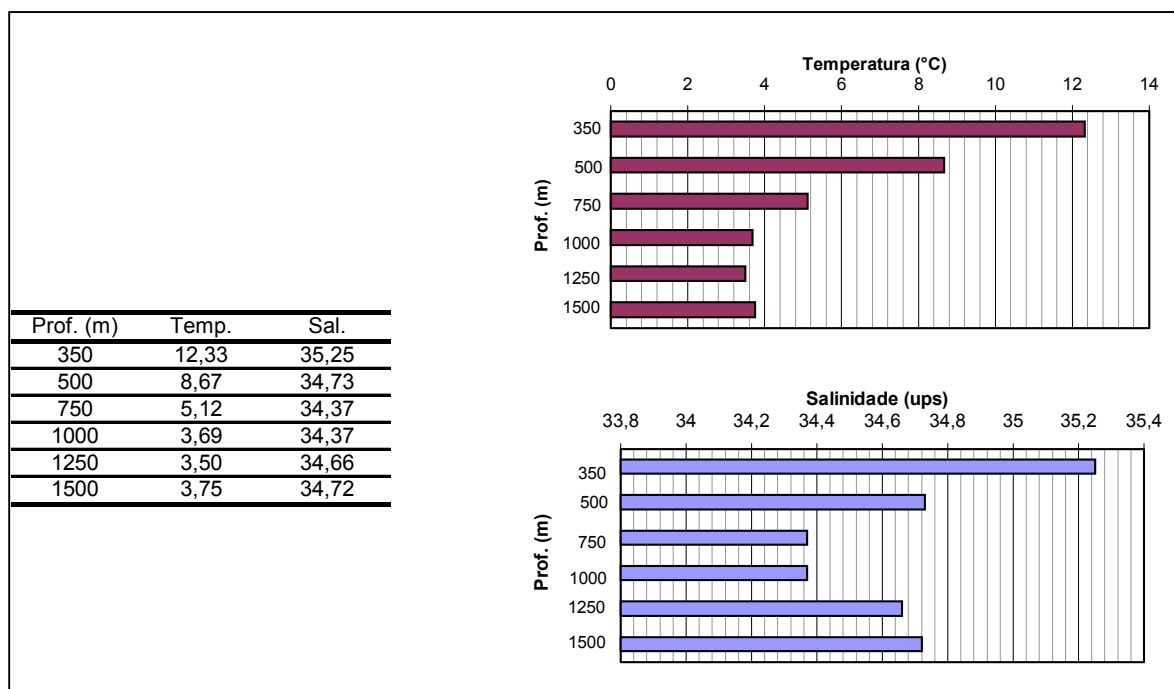 Prof. (m) Temp. Sal.
350 12,33 35,25
500 8,67 34,73
750 5,12 34,37
1000 3,69 34,37
1250 3,50 34,66
1500 3,75 34,72
Temperatura (°C)
0 2 4 6 8 10 12 14
Prof. (m)
350
500
750
1000
1250
1500
Salinidade (ups)
33,8 34 34,2 34,4 34,6 34,8 35 35,2 35,4
Prof. (m)
350
500
750
1000
1250
1500